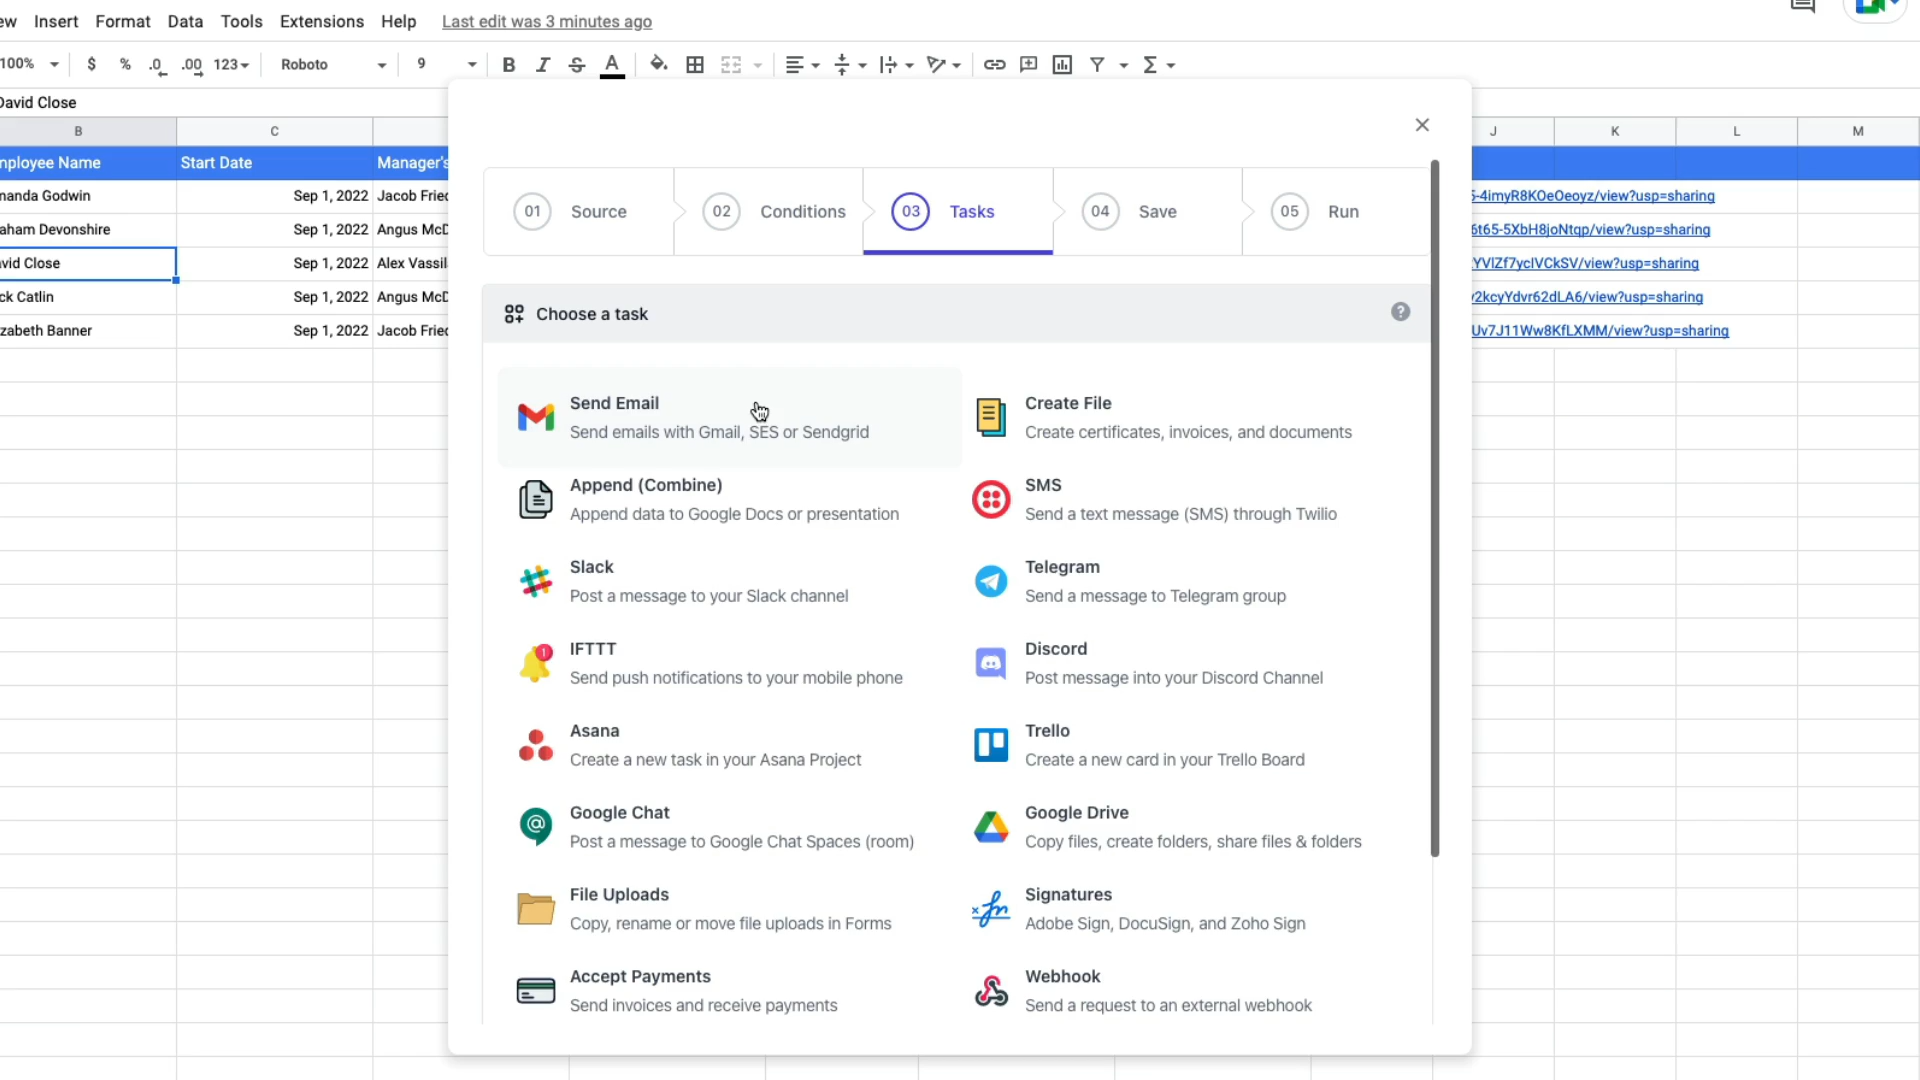 ew Insert Format Data Tools Extensions Help Last edit was 3 minutes ago
100% $ % .0 .00 123 Roboto 9 B I S A Σ
David Close
B C J K L M
mployee Name Start Date Manager's
manda Godwin Sep 1, 2022 Jacob Fried
aham Devonshire Sep 1, 2022 Angus McD
avid Close Sep 1, 2022 Alex Vassil
ck Catlin Sep 1, 2022 Angus McD
zabeth Banner Sep 1, 2022 Jacob Fried
5-4imyR8KOeOeoyz/view?usp=sharing
6t65-5XbH8joNtqp/view?usp=sharing
YVIZf7ycIVCkSV/view?usp=sharing
2kcyYdvr62dLA6/view?usp=sharing
Uv7J11Ww8KfLXMM/view?usp=sharing
01 Source 02 Conditions 03 Tasks 04 Save 05 Run
Choose a task ?
Send Email
Send emails with Gmail, SES or Sendgrid
Create File
Create certificates, invoices, and documents
Append (Combine)
Append data to Google Docs or presentation
SMS
Send a text message (SMS) through Twilio
Slack
Post a message to your Slack channel
Telegram
Send a message to Telegram group
1
IFTTT
Send push notifications to your mobile phone
Discord
Post message into your Discord Channel
Asana
Create a new task in your Asana Project
Trello
Create a new card in your Trello Board
@
Google Chat
Post a message to Google Chat Spaces (room)
Google Drive
Copy files, create folders, share files & folders
File Uploads
Copy, rename or move file uploads in Forms
Signatures
Adobe Sign, DocuSign, and Zoho Sign
Accept Payments
Send invoices and receive payments
Webhook
Send a request to an external webhook